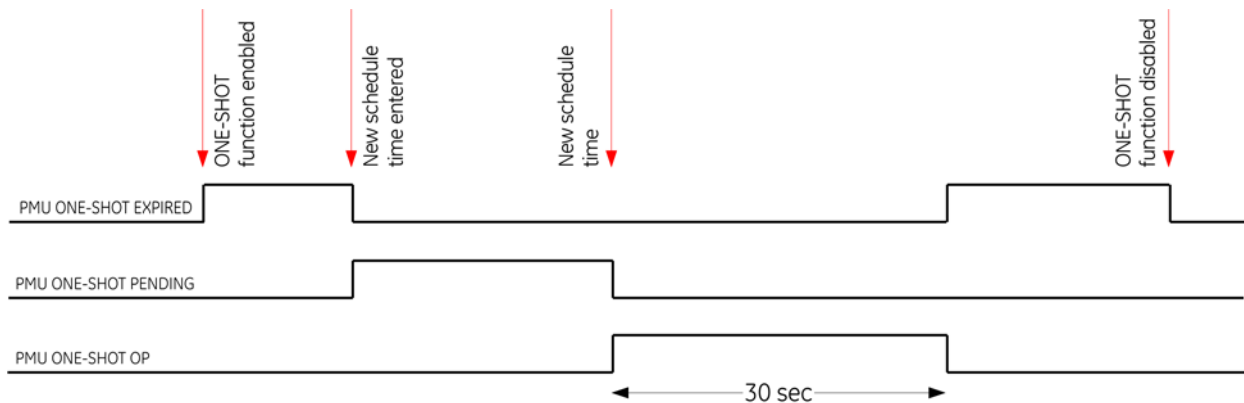 ONE-SHOT
function enabled
New schedule
time entered
New schedule
time
ONE-SHOT
function disabled
PMU ONE-SHOT EXPIRED
PMU ONE-SHOT PENDING
PMU ONE-SHOT OP
30 sec